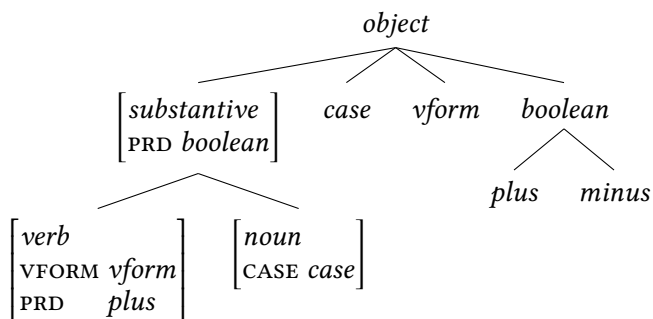 object
substantive case vform boolean
PRD boolean
plus minus
verb noun
VFORM vform CASE case
PRD plus